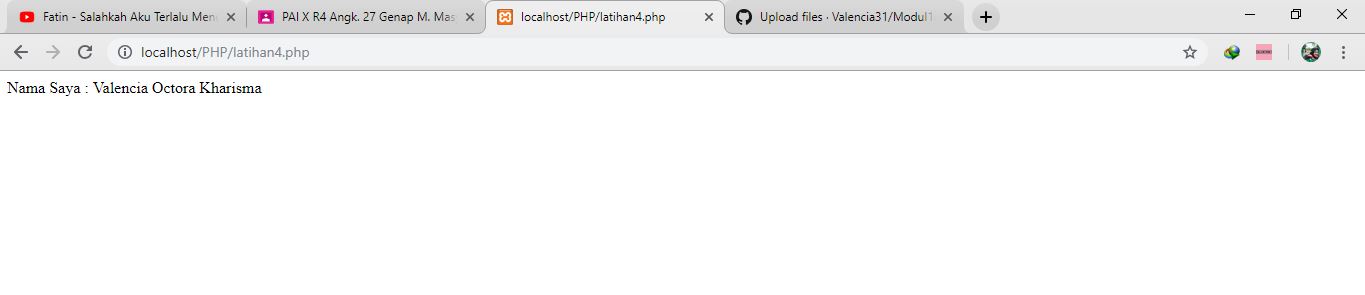 Fatin - Salahkah Aku Terlalu Men
PAI X R4 Angk. 27 Genap M. Mas
localhost/PHP/latihan4.php
Upload files · Valencia31/Modul1
localhost/PHP/latihan4.php
Nama Saya : Valencia Octora Kharisma